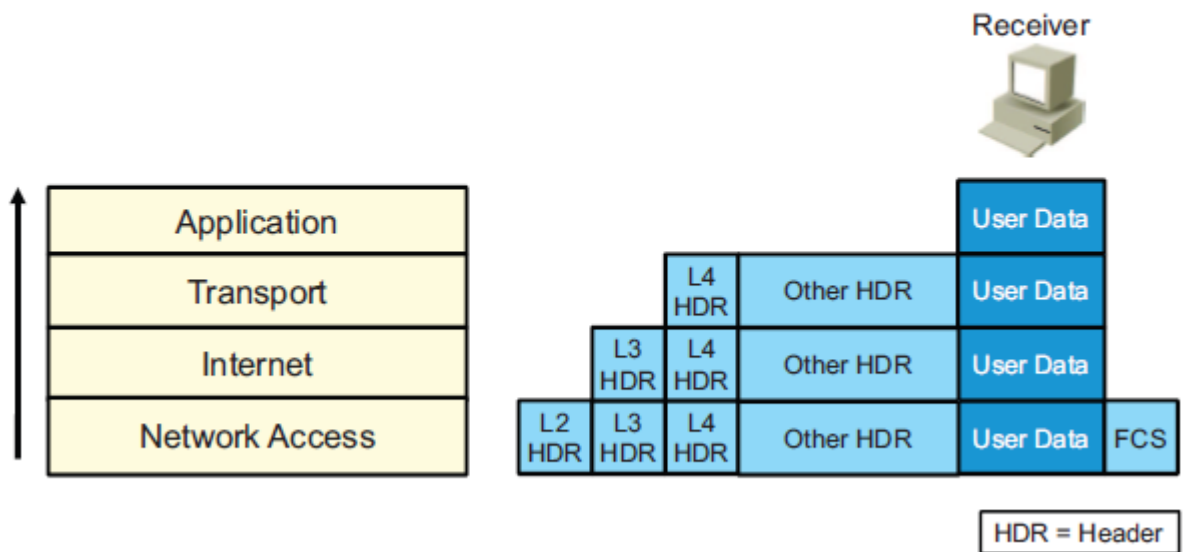 Receiver
Application
User Data
Transport
L4
HDR
Other HDR
User Data
Internet
L3
HDR
L4
HDR
Other HDR
User Data
Network Access
L2
HDR
L3
HDR
L4
HDR
Other HDR
User Data
FCS
HDR = Header